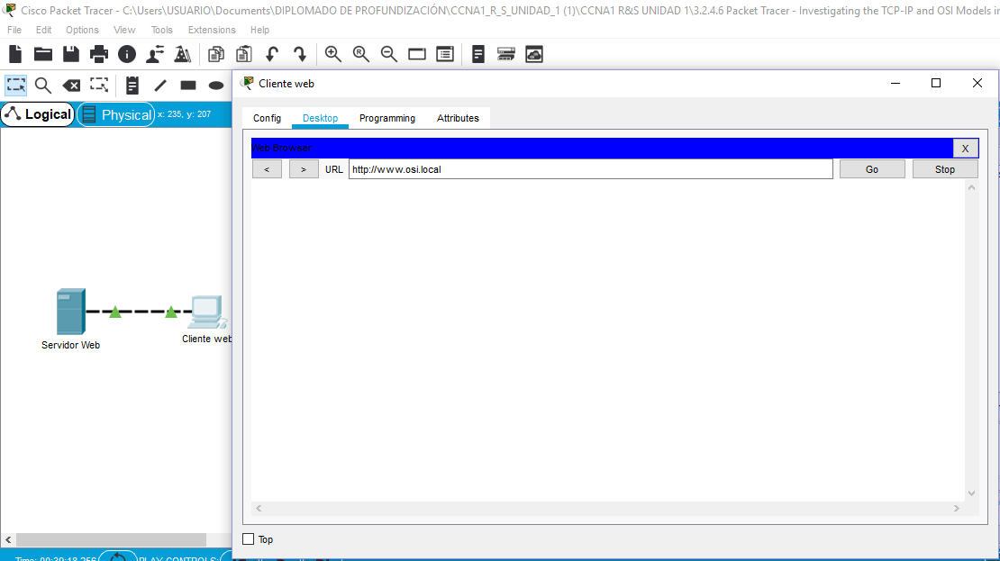 Cisco Packet Tracer - C:\Users\USUARIO\Documents\DIPLOMADO DE PROFUNDIZACIÓN\CCNA1_R_S_UNIDAD_1 (1)\CCNA1 R&S UNIDAD 1\3.2.4.6 Packet Tracer - Investigating the TCP-IP and OSI Models in
File Edit Options View Tools Extensions Help
Cliente web
Logical Physical x: 235, y: 207
Config Desktop Programming Attributes
Web Browser X
< > URL http://www.osi.local Go Stop
Servidor Web
Cliente web
Top
Time: 00:39:18.256 PLAY CONTROLS: